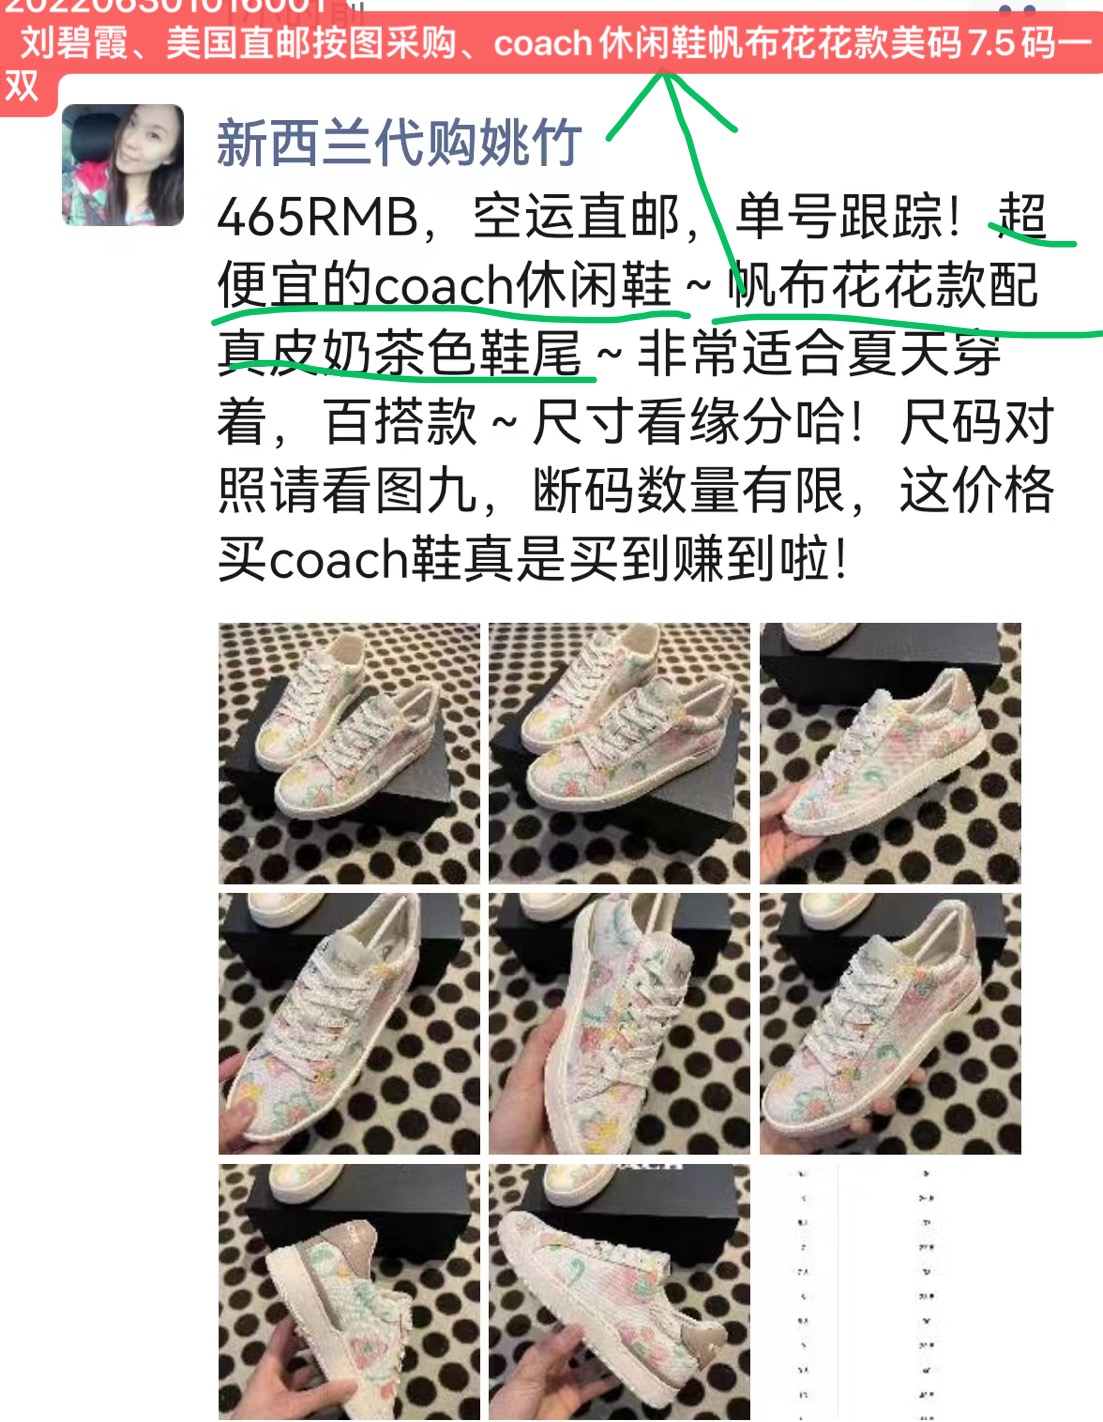 202206301016001
刘碧霞、美国直邮按图采购、coach休闲鞋帆布花花款美码7.5码一
双
新西兰代购姚竹
465RMB，空运直邮，单号跟踪！超
便宜的coach休闲鞋~帆布花花款配
真皮奶茶色鞋尾~非常适合夏天穿
着，百搭款~尺寸看缘分哈！尺码对
照请看图九，断码数量有限，这价格
买coach鞋真是买到赚到啦！